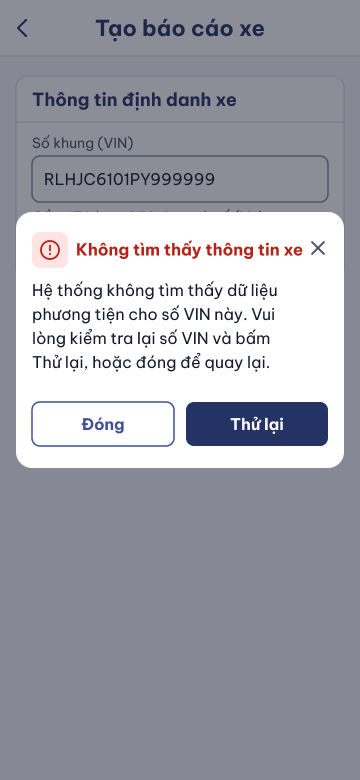 Tạo báo cáo xe
Thông tin định danh xe
Số khung (VIN)
RLHJC6101PY999999
Không tìm thấy thông tin xe
Hệ thống không tìm thấy dữ liệu
phương tiện cho số VIN này. Vui
lòng kiểm tra lại số VIN và bấm
Thử lại, hoặc đóng để quay lại.
Đóng
Thử lại